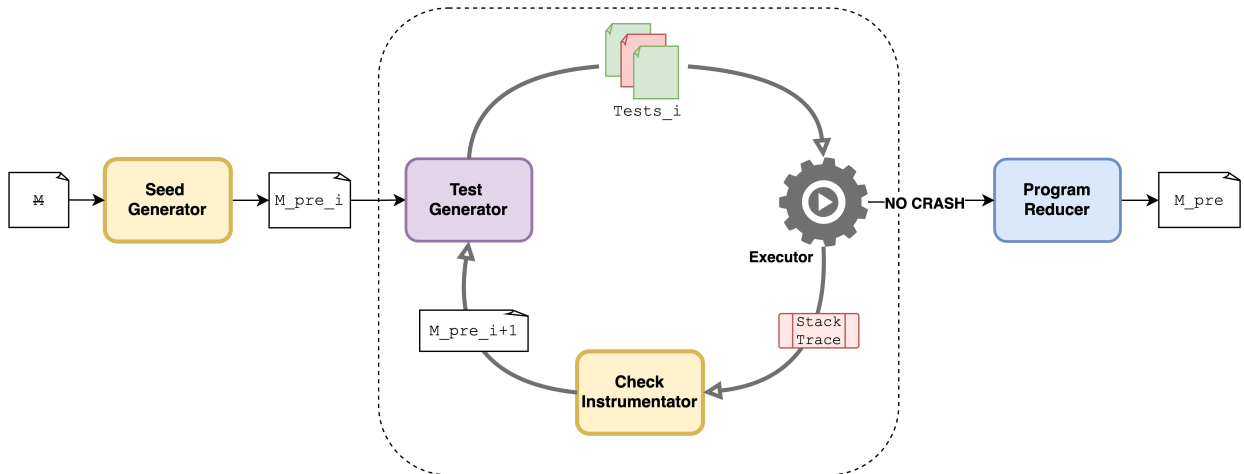 Tests_i
M
Seed
Generator
M_pre_i
Test
Generator
NO CRASH
Program
Reducer
M_pre
Executor
M_pre_i+1
Stack
Trace
Check
Instrumentator